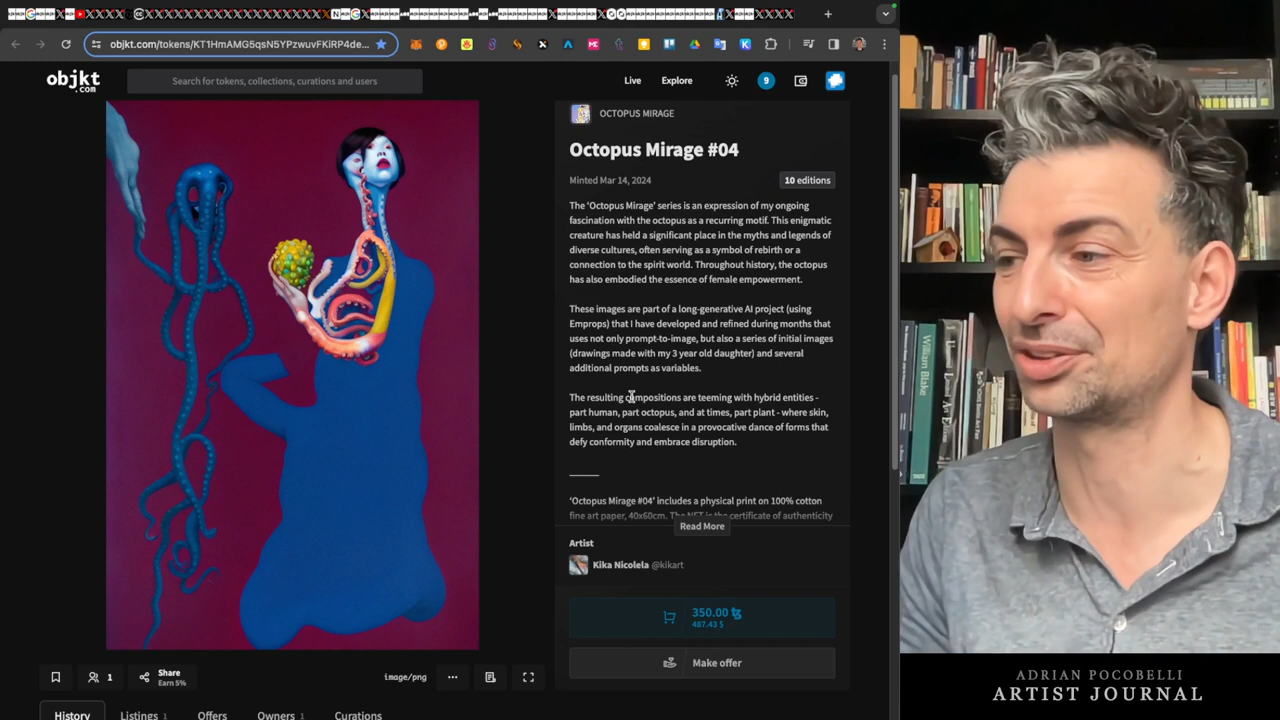 objkt.com/tokens/KT1HmAMG5qsN5YPzwuvFKiRP4de...
objkt
.com
Search for tokens, collections, curations and users
Live
Explore
9
OCTOPUS MIRAGE
Octopus Mirage #04
Minted Mar 14, 2024
10 editions
The ‘Octopus Mirage’ series is an expression of my ongoing
fascination with the octopus as a recurring motif. This enigmatic
creature has held a significant place in the myths and legends of
diverse cultures, often serving as a symbol of rebirth or a
connection to the spirit world. Throughout history, the octopus
has also embodied the essence of female empowerment.
These images are part of a long-generative AI project (using
Emprops) that I have developed and refined during months that
uses not only prompt-to-image, but also a series of initial images
(drawings made with my 3 year old daughter) and several
additional prompts as variables.
The resulting compositions are teeming with hybrid entities -
part human, part octopus, and at times, part plant - where skin,
limbs, and organs coalesce in a provocative dance of forms that
defy conformity and embrace disruption.
‘Octopus Mirage #04’ includes a physical print on 100% cotton
fine art paper, 40x60cm. The NFT is the certificate of authenticity
Read More
Artist
Kika Nicolela @kikart
350.00
487.43 $
Make offer
1
Share
Earn 5%
image/png
History
Listings 1
Offers
Owners 1
Curations
William Blake
ADRIAN POCOBELLI
ARTIST JOURNAL